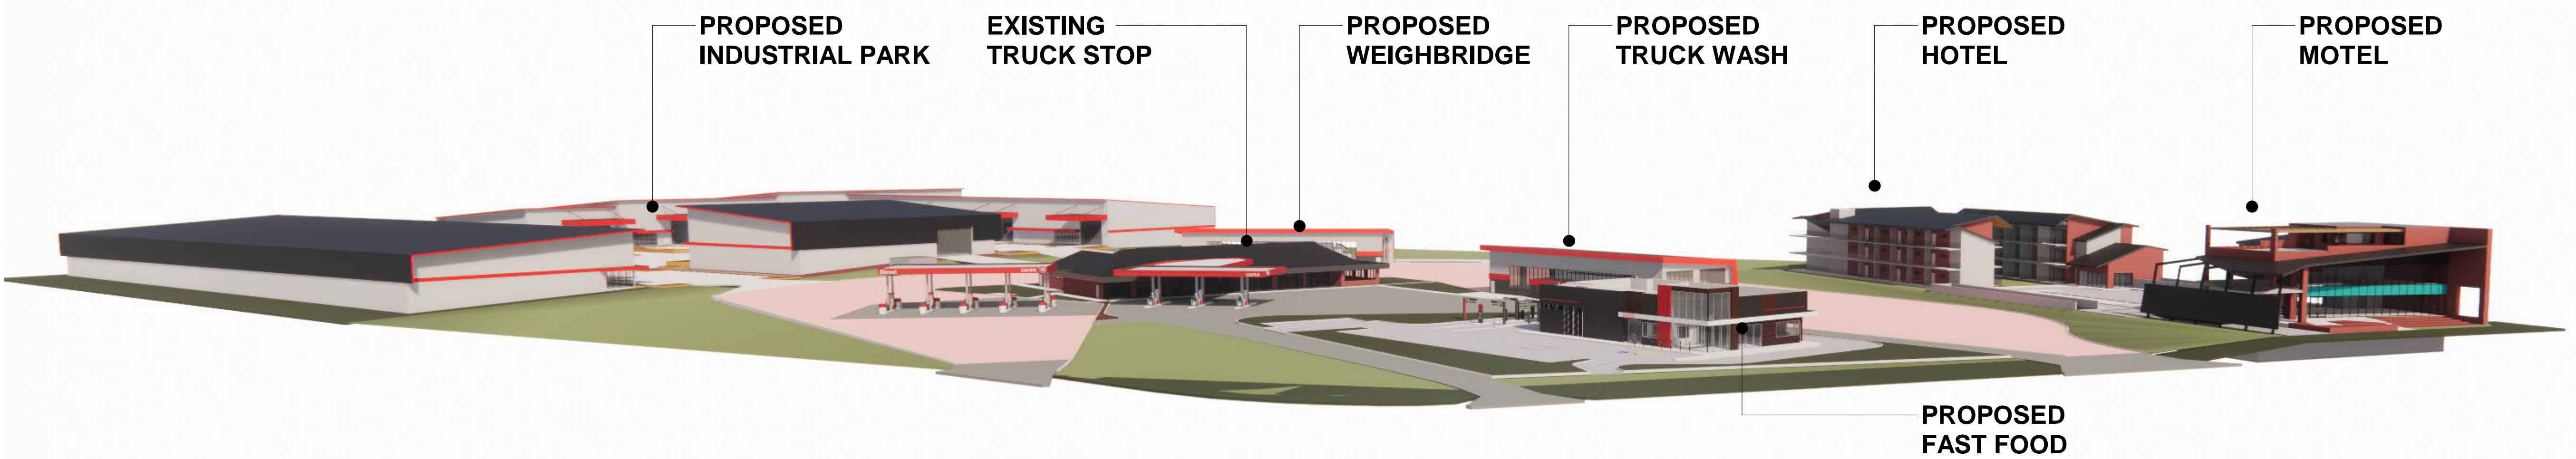 PROPOSED
INDUSTRIAL PARK
EXISTING
TRUCK STOP
PROPOSED
WEIGHBRIDGE
PROPOSED
TRUCK WASH
PROPOSED
HOTEL
PROPOSED
MOTEL
PROPOSED
FAST FOOD